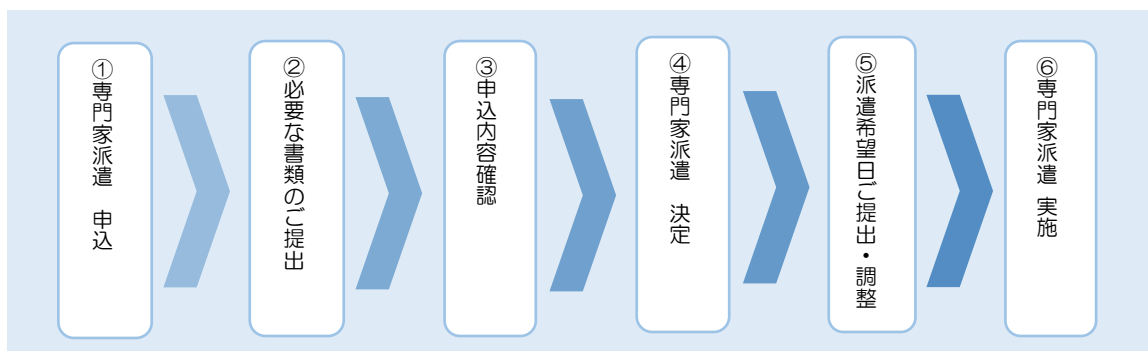 ①専門家派遣　申込
②必要な書類のご提出
③申込内容確認
④専門家派遣　決定
⑤派遣希望日ご提出・調整
⑥専門家派遣 実施